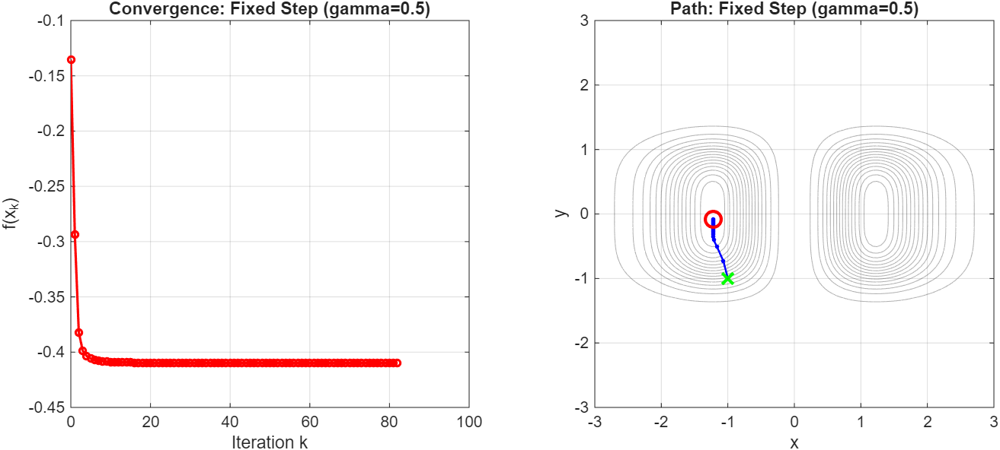 Convergence: Fixed Step (gamma=0.5)
-0.1
-0.15
-0.2
-0.25
-0.3
-0.35
-0.4
-0.45
f(xk)
0 20 40 60 80 100
Iteration k
Path: Fixed Step (gamma=0.5)
3
2
1
0
-1
-2
-3
y
-3 -2 -1 0 1 2 3
x